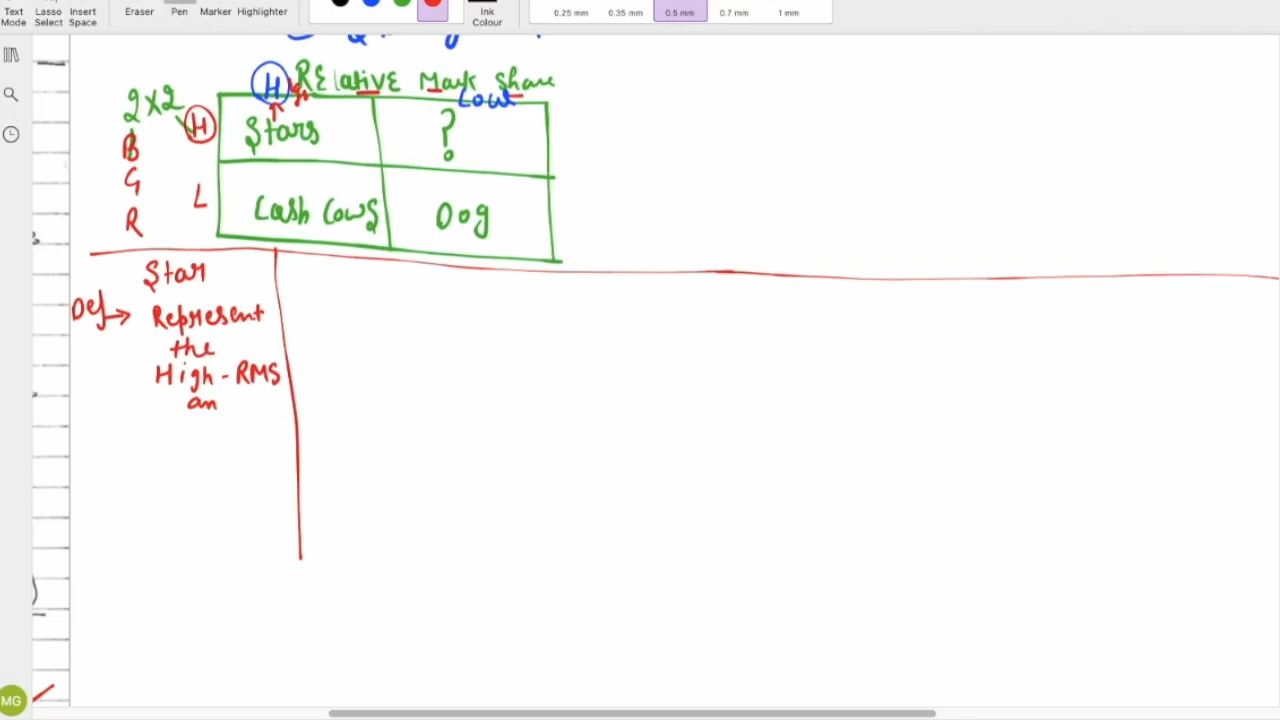 Text Mode
Lasso Select
Insert Space
Eraser
Pen
Marker
Highlighter
Ink Colour
0.25 mm
0.35 mm
0.5 mm
0.7 mm
1 mm
H RElative Mark Share
Low
2x2
H
Stars
?
B
G
R
L
Cash Cows
Dog
Star
Def → Represent
the
High - RMS
an
MG